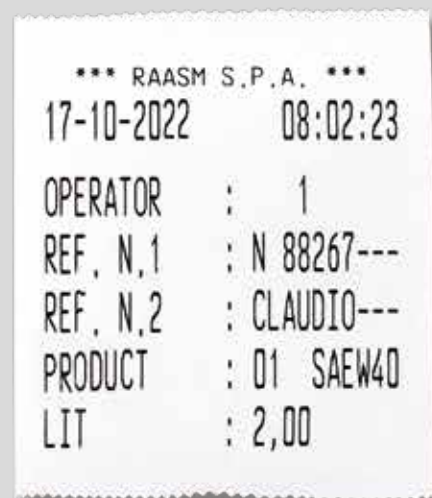 *** RAASM S.P.A. ***
17-10-2022 08:02:23
OPERATOR : 1
REF. N.1 : N 88267---
REF. N.2 : CLAUDIO---
PRODUCT : 01 SAEW40
LIT : 2,00